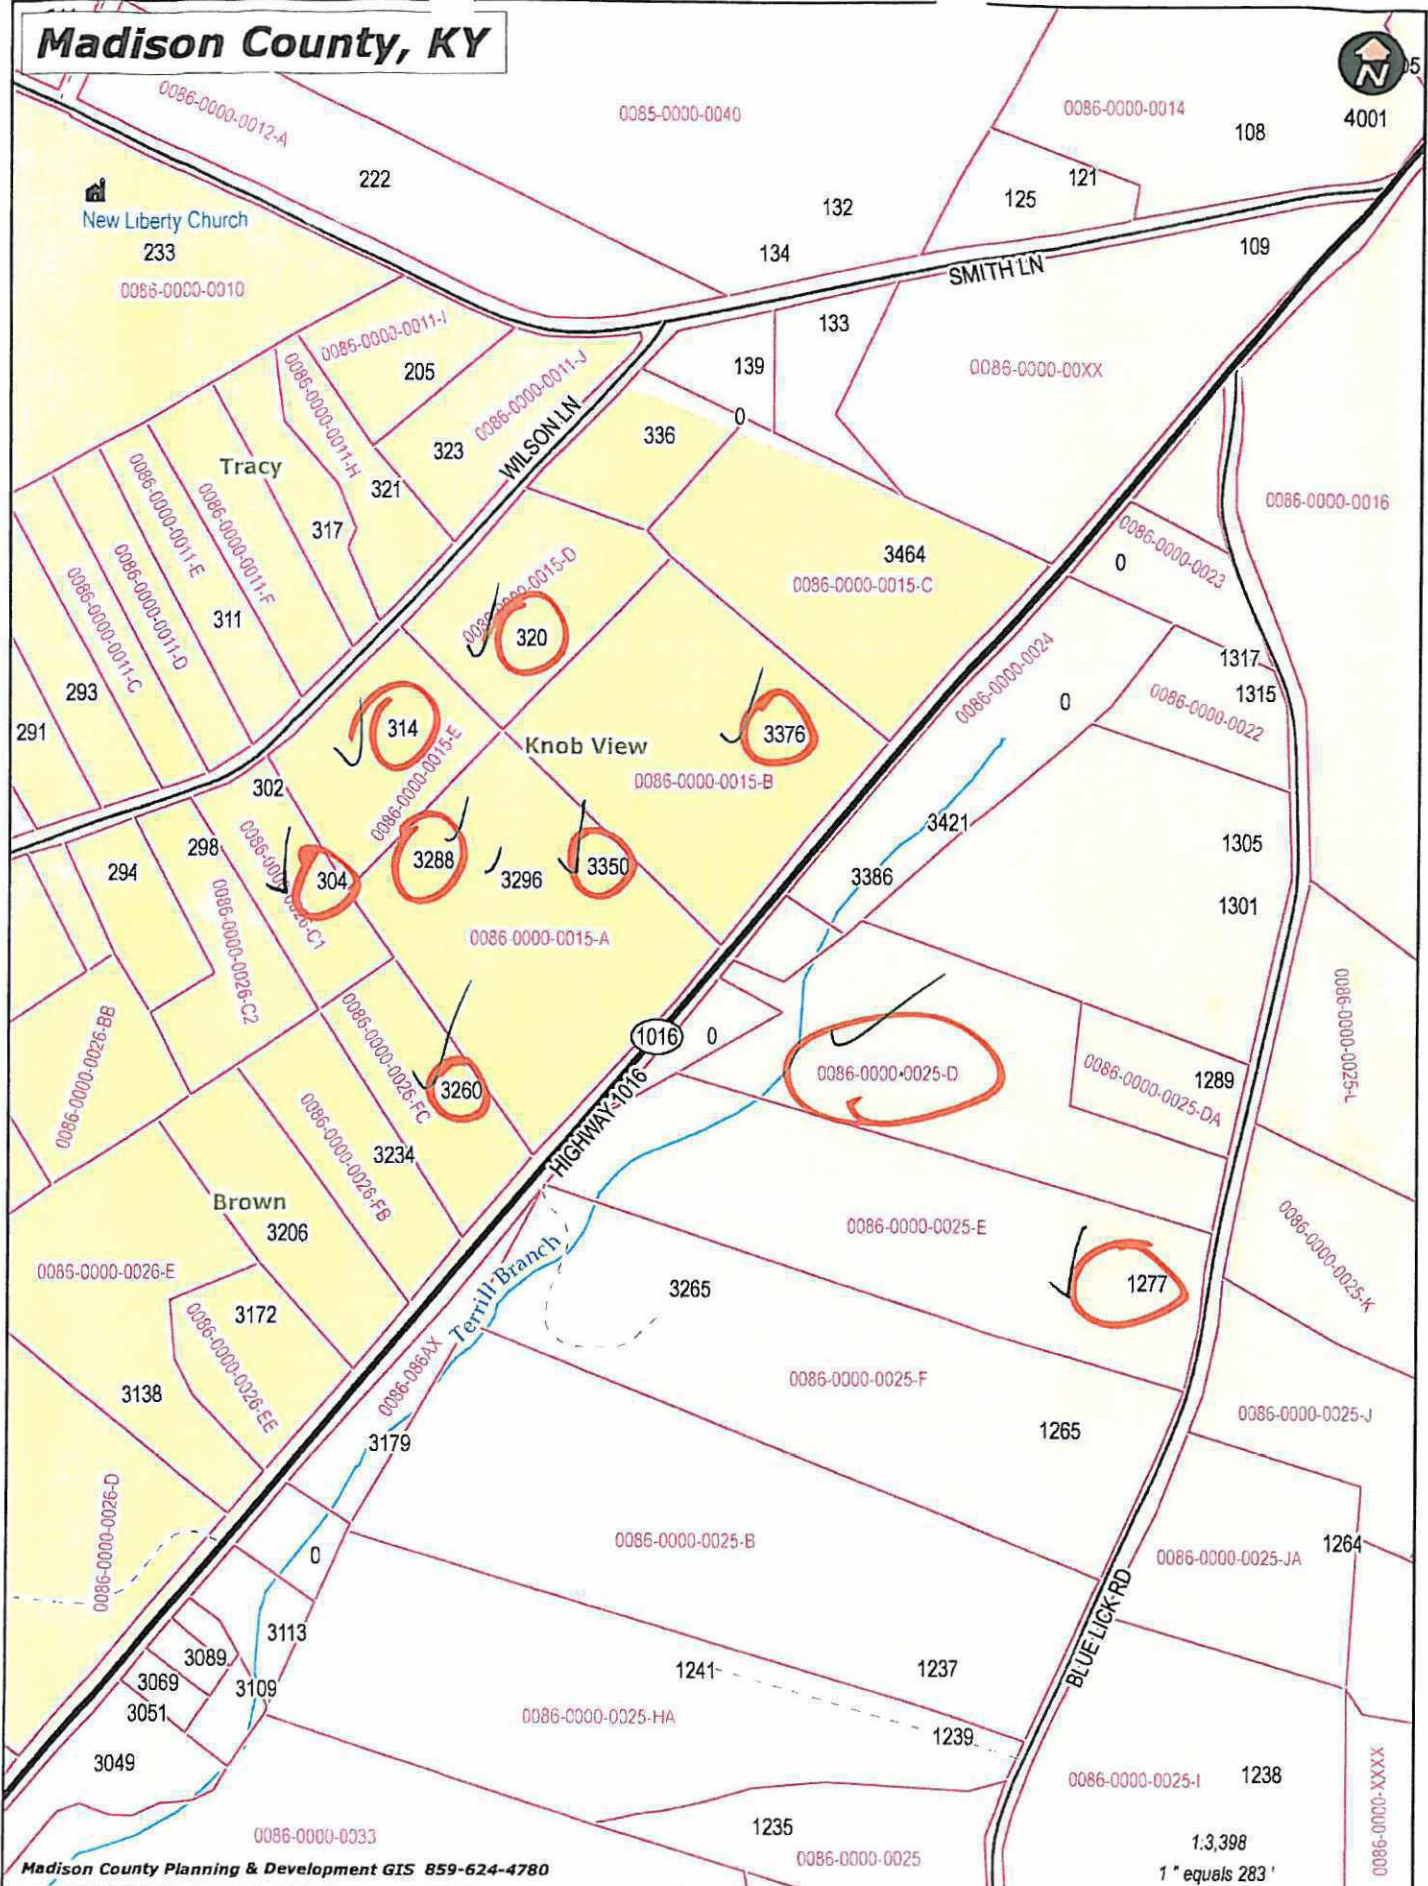 Madison County, KY
N
05
4001
0086-0000-0012-A
0085-0000-0040
0086-0000-0014
108
222
121
125
132
New Liberty Church
233
134
109
SMITH LN
0086-0000-0010
0086-0000-0011-I
133
205
139
0086-0000-00XX
0086-0000-0011-H
0086-0000-0011-J
0
323
336
WILSON LN
Tracy
321
0086-0000-0016
0086-0000-0011-E
0086-0000-0011-F
317
0086-0000-0023
3464
0
0086-0000-0015-C
0086-0000-0015-D
0086-0000-0011-D
0086-0000-0011-C
311
320
1317
293
1315
0086-0000-0024
0
0086-0000-0022
291
314
3376
Knob View
0086-0000-0015-E
0086-0000-0015-B
302
3421
1305
298
294
3288
3296
3350
304
3386
1301
0086-0000-0026-C1
0086-0000-0026-C2
0086-0000-0015-A
0086-0000-0026-BB
0086-0000-0026-FC
1016
0
0086-0000-0025-L
0086-0000-0025-D
0086-0000-0025-DA
1289
3260
HIGHWAY 1016
0086-0000-0026-FB
3234
Brown
3206
0086-0000-0025-E
0086-0000-0025-K
0086-0000-0026-E
Terrill Branch
3265
1277
3172
0086-0000-0026-EE
0086-086AX
0086-0000-0025-F
3138
1265
0086-0000-0025-J
3179
0086-0000-0026-D
0
0086-0000-0025-B
0086-0000-0025-JA
1264
BLUE LICK RD
3113
3089
3069
3109
3051
1241
1237
0086-0000-0025-HA
1239
3049
0086-0000-0025-I
1238
0086-0000-XXXX
1235
0086-0000-0033
0086-0000-0025
1:3,398
Madison County Planning & Development GIS 859-624-4780
1 " equals 283 '